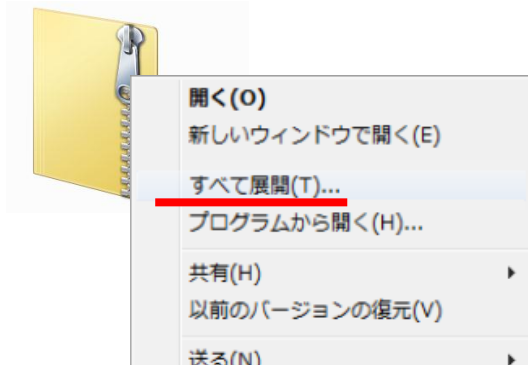 開く(O)
新しいウィンドウで開く(E)
すべて展開(T)...
プログラムから開く(H)...
共有(H)
以前のバージョンの復元(V)
送る(N)